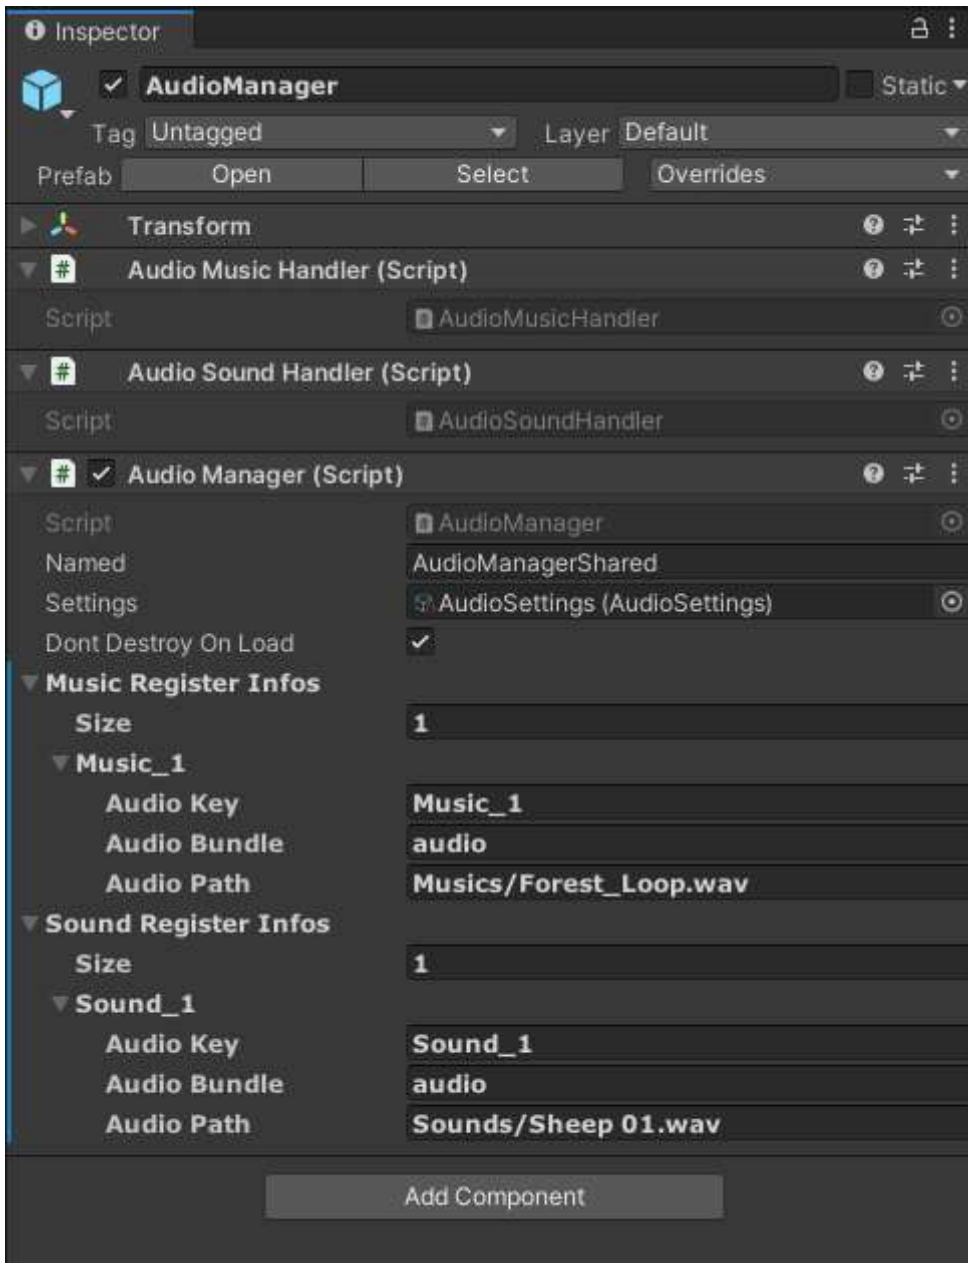 Inspector
AudioManager Static
Tag Untagged Layer Default
Prefab Open Select Overrides
Transform
Audio Music Handler (Script)
Script AudioMusicHandler
Audio Sound Handler (Script)
Script AudioSoundHandler
Audio Manager (Script)
Script AudioManager
Named AudioManagerShared
Settings AudioSettings (AudioSettings)
Dont Destroy On Load
Music Register Infos
Size 1
Music_1
Audio Key Music_1
Audio Bundle audio
Audio Path Musics/Forest_Loop.wav
Sound Register Infos
Size 1
Sound_1
Audio Key Sound_1
Audio Bundle audio
Audio Path Sounds/Sheep 01.wav
Add Component